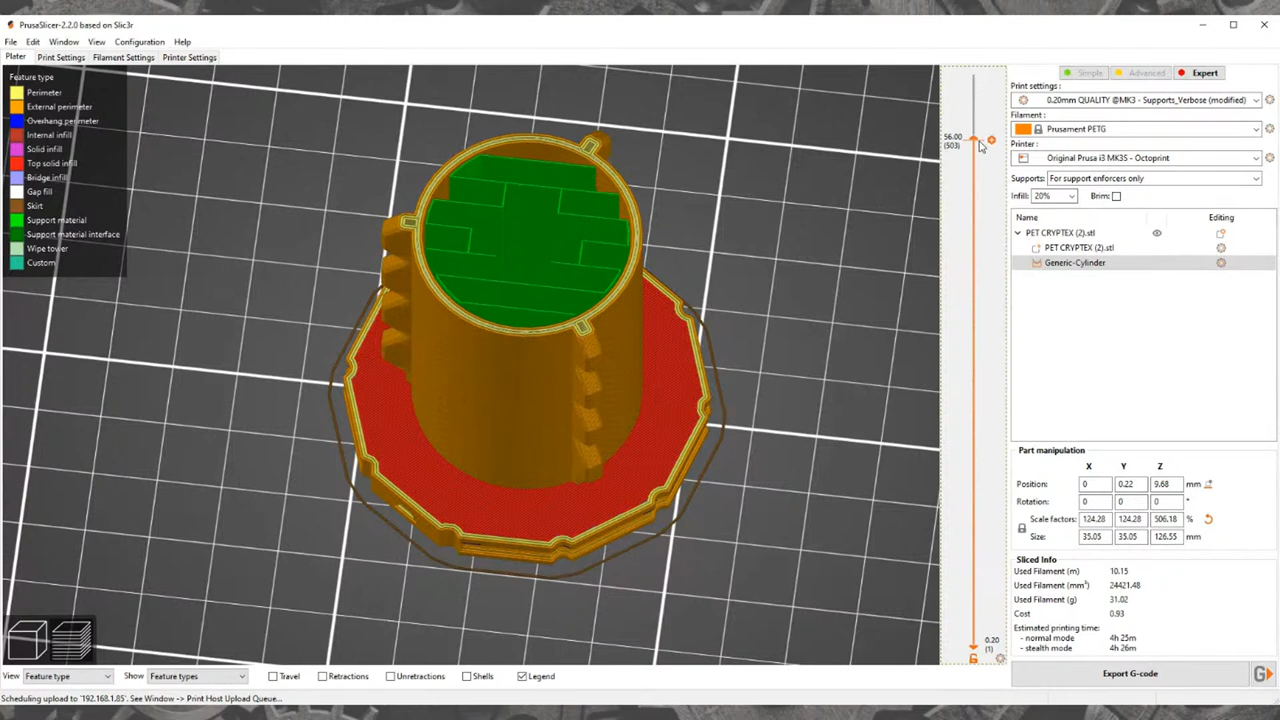 PrusaSlicer-2.2.0 based on Slic3r
File Edit Window View Configuration Help
Plater Print Settings Filament Settings Printer Settings
Feature type
Perimeter
External perimeter
Overhang perimeter
Internal infill
Solid infill
Top solid infill
Bridge infill
Gap fill
Skirt
Support material
Support material interface
Wipe tower
Custom
56.00
(503)
0.20
(1)
Simple Advanced Expert
Print settings :
0.20mm QUALITY @MK3 - Supports_Verbose (modified)
Filament :
Prusament PETG
Printer :
Original Prusa i3 MK3S - Octoprint
Supports: For support enforcers only
Infill: 20% Brim:
Name Editing
PET CRYPTEX (2).stl
PET CRYPTEX (2).stl
Generic-Cylinder
Part manipulation
X Y Z
Position: 0 0.22 9.68 mm
Rotation: 0 0 0 °
Scale factors: 124.28 124.28 506.18 %
Size: 35.05 35.05 126.55 mm
Sliced Info
Used Filament (m) 10.15
Used Filament (mm³) 24421.48
Used Filament (g) 31.02
Cost 0.93
Estimated printing time:
- normal mode 4h 25m
- stealth mode 4h 26m
Export G-code G
View Feature type Show Feature types Travel Retractions Unretractions Shells Legend
Scheduling upload to '192.168.1.85'. See Window -> Print Host Upload Queue...